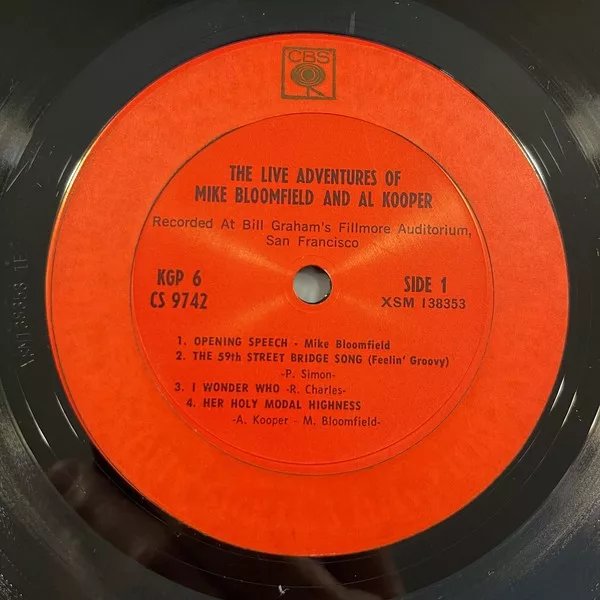 CBS
THE LIVE ADVENTURES OF
MIKE BLOOMFIELD AND AL KOOPER
Recorded At Bill Graham's Fillmore Auditorium,
San Francisco
KGP 6 SIDE 1
CS 9742 XSM 138353
1. OPENING SPEECH - Mike Bloomfield
2. THE 59th STREET BRIDGE SONG (Feelin' Groovy)
-P. Simon-
3. I WONDER WHO -R. Charles-
4. HER HOLY MODAL HIGHNESS
-A. Kooper - M. Bloomfield-